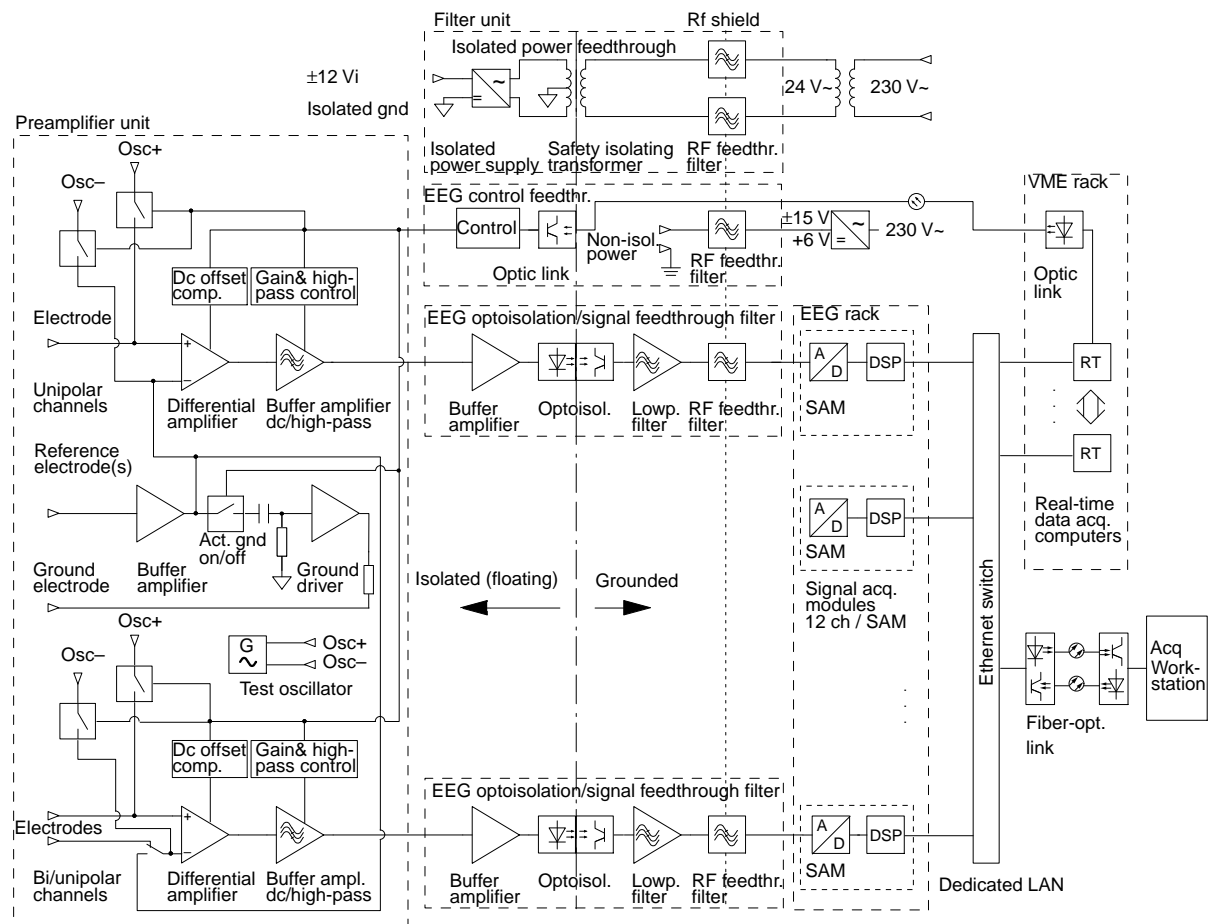 Filter unit
Rf shield
Isolated power feedthrough
±12 Vi
Isolated gnd
~
=
24 V~
230 V~
Isolated
power supply
Safety isolating
transformer
RF feedthr.
filter
Preamplifier unit
Osc+
Osc–
EEG control feedthr.
Control
Optic link
Non-isol.
power
RF feedthr.
filter
±15 V
+6 V
~
=
230 V~
VME rack
Optic
link
Dc offset
comp.
Gain& high-
pass control
Electrode
+
–
Unipolar
channels
Differential
amplifier
Buffer amplifier
dc/high-pass
EEG optoisolation/signal feedthrough filter
Buffer
amplifier
Optoisol.
Lowp.
filter
RF feedthr.
filter
EEG rack
A
D
DSP
SAM
RT
RT
Reference
electrode(s)
Act. gnd
on/off
Buffer
amplifier
Ground
driver
Ground
electrode
A
D
DSP
SAM
Signal acq.
modules
12 ch / SAM
Real-time
data acq.
computers
Isolated (floating)
Grounded
Ethernet switch
Osc+
Osc–
G
~
Osc+
Osc–
Test oscillator
Acq
Work-
station
Fiber-opt.
link
Dc offset
comp.
Gain& high-
pass control
Electrodes
+
–
Bi/unipolar
channels
Differential
amplifier
Buffer ampl.
dc/high-pass
EEG optoisolation/signal feedthrough filter
Buffer
amplifier
Optoisol.
Lowp.
filter
RF feedthr.
filter
A
D
DSP
SAM
Dedicated LAN